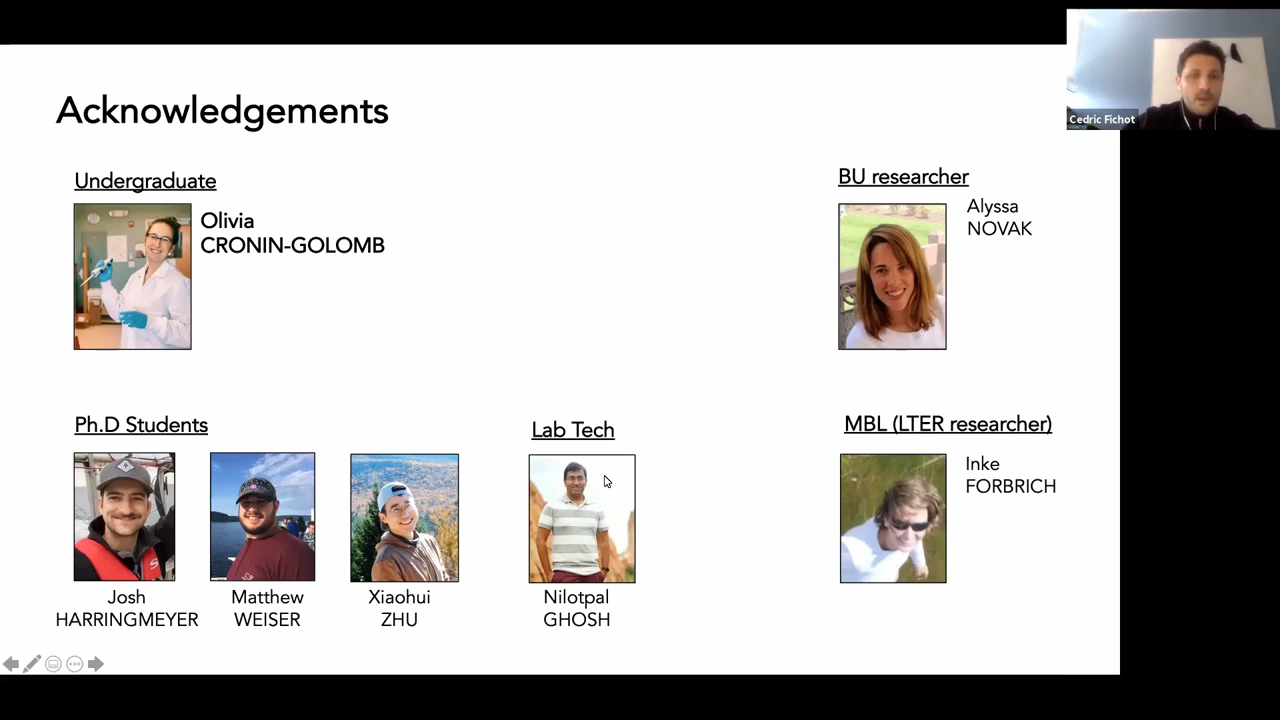 Acknowledgements
Cedric Fichot
Undergraduate
Olivia
CRONIN-GOLOMB
BU researcher
Alyssa
NOVAK
Ph.D Students
Josh
HARRINGMEYER
Matthew
WEISER
Xiaohui
ZHU
Lab Tech
Nilotpal
GHOSH
MBL (LTER researcher)
Inke
FORBRICH